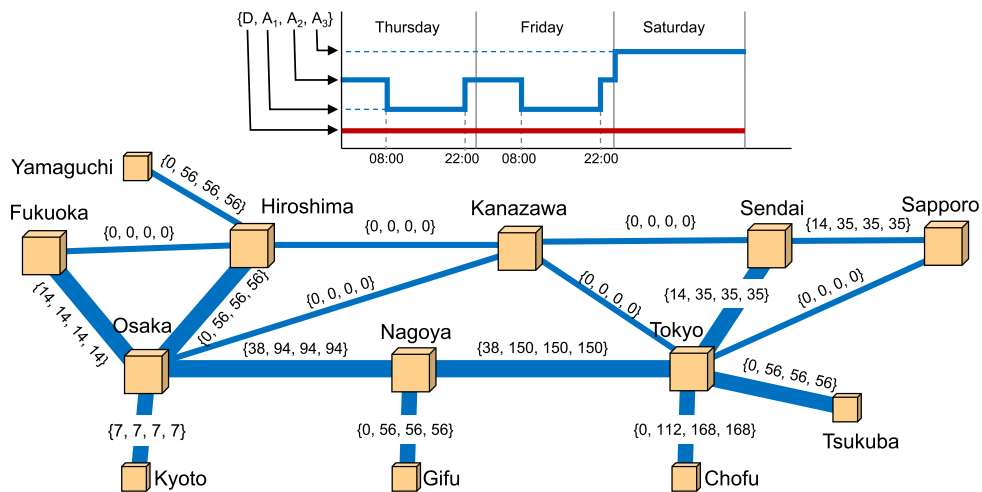 {D, A₁, A₂, A₃}
Thursday
Friday
Saturday
08:00
22:00
08:00
22:00
Yamaguchi
{0, 56, 56, 56}
Fukuoka
Hiroshima
Kanazawa
Sendai
Sapporo
{0, 0, 0, 0}
{0, 0, 0, 0}
{0, 0, 0, 0}
{14, 35, 35, 35}
{14, 14, 14, 14}
{0, 56, 56, 56}
{0, 0, 0, 0}
{0, 0, 0, 0}
{14, 35, 35, 35}
{0, 0, 0, 0}
Osaka
Nagoya
Tokyo
{38, 94, 94, 94}
{38, 150, 150, 150}
{0, 56, 56, 56}
{7, 7, 7, 7}
{0, 56, 56, 56}
{0, 112, 168, 168}
Tsukuba
Kyoto
Gifu
Chofu